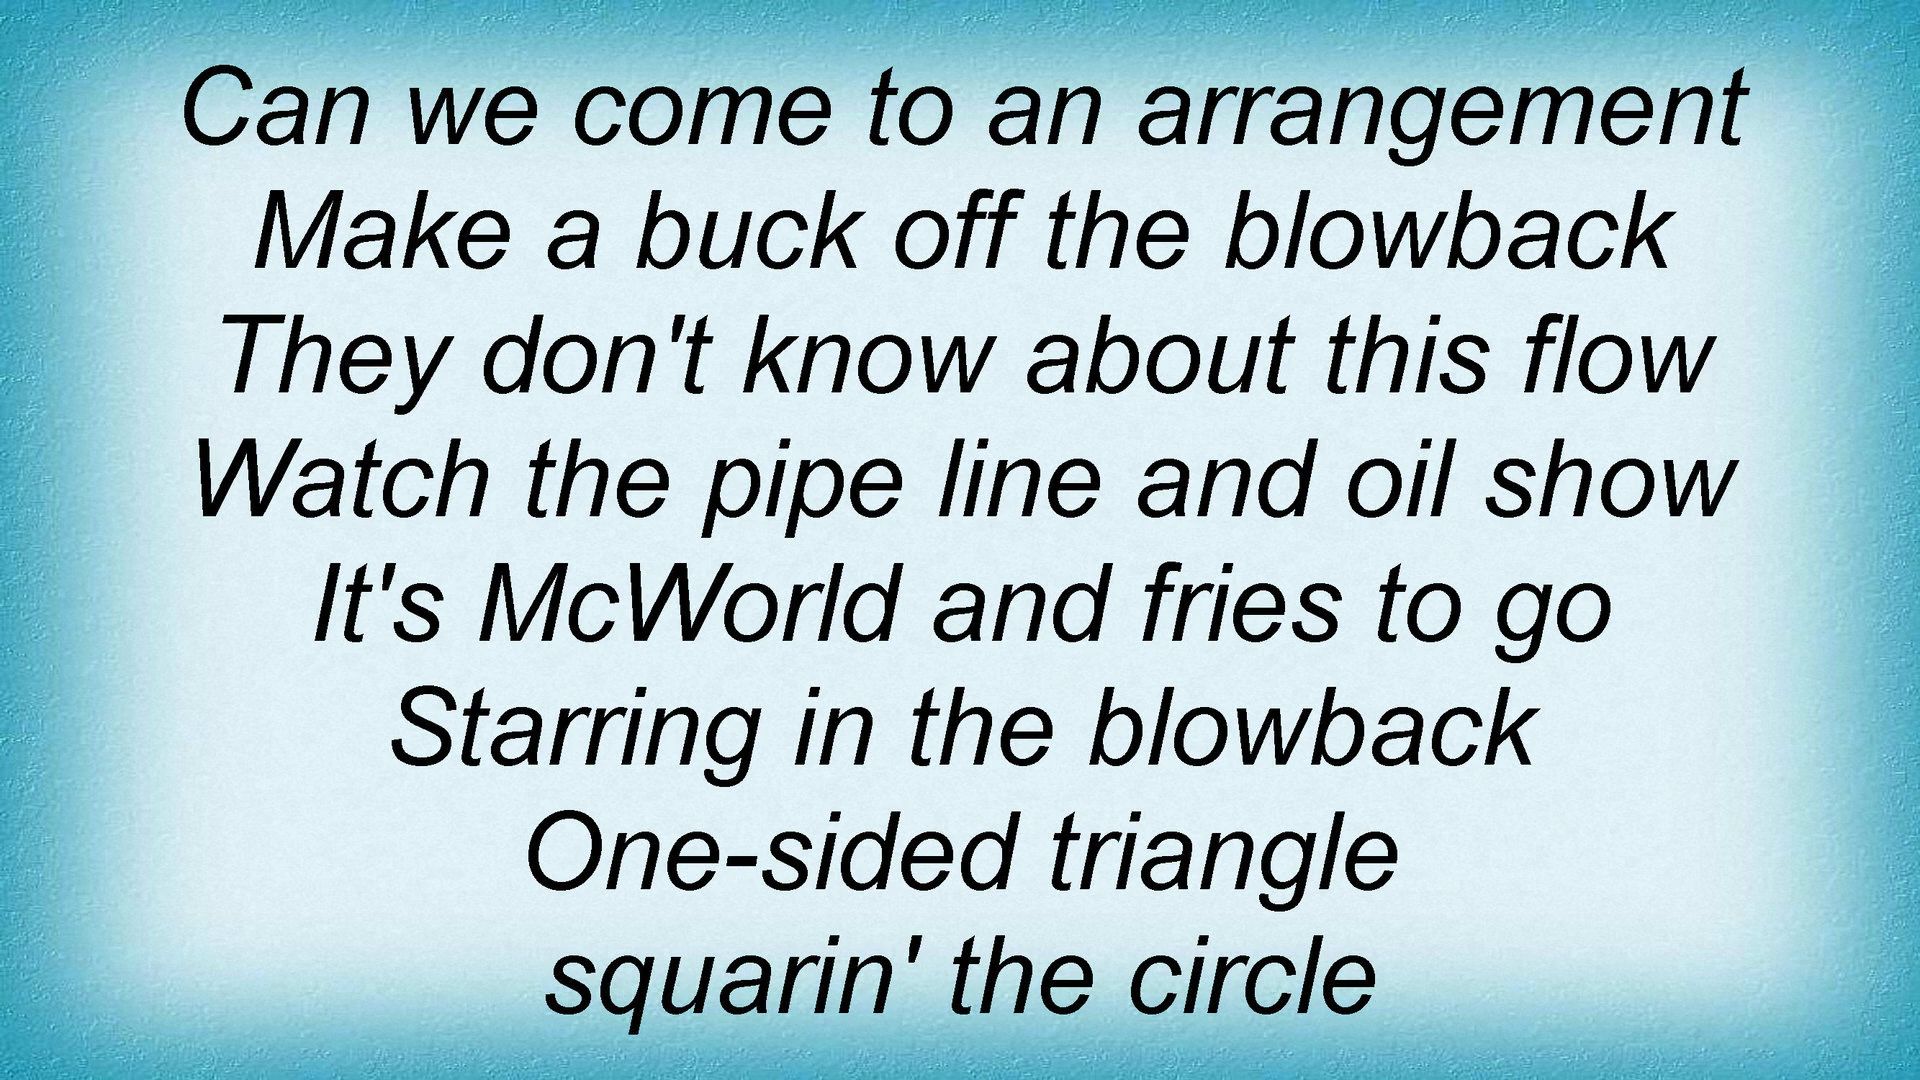 Can we come to an arrangement
Make a buck off the blowback
They don't know about this flow
Watch the pipe line and oil show
It's McWorld and fries to go
Starring in the blowback
One-sided triangle
squarin' the circle